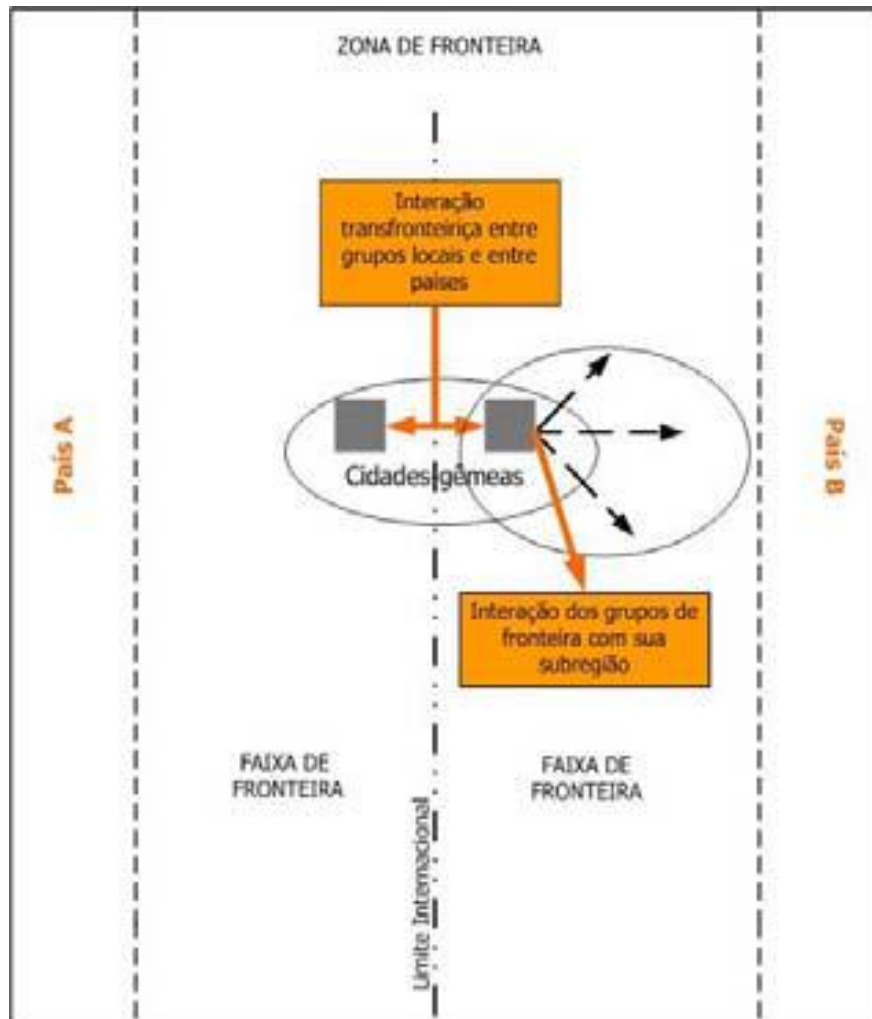 ZONA DE FRONTEIRA
Interação
transfronteiriça entre
grupos locais e entre
países
País A
País B
Cidades-gêmeas
Interação dos grupos de
fronteira com sua
subregião
FAIXA DE
FRONTEIRA
FAIXA DE
FRONTEIRA
Limite Internacional